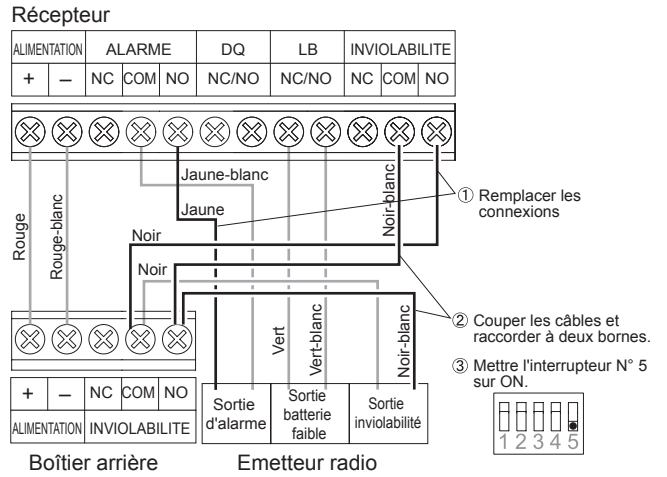 Récepteur
ALIMENTATION ALARME DQ LB INVIOLABILITE
+ – NC COM NO NC/NO NC/NO NC COM NO
Jaune-blanc
Jaune
Noir
Noir
Rouge
Rouge-blanc
Noir-blanc
① Remplacer les
connexions
② Couper les câbles et
raccorder à deux bornes.
③ Mettre l'interrupteur N° 5
sur ON.
1 2 3 4 5
Vert
Vert-blanc
Noir-blanc
+ – NC COM NO
ALIMENTATION INVIOLABILITE
Boîtier arrière
Sortie
d'alarme
Sortie
batterie
faible
Sortie
inviolabilité
Emetteur radio